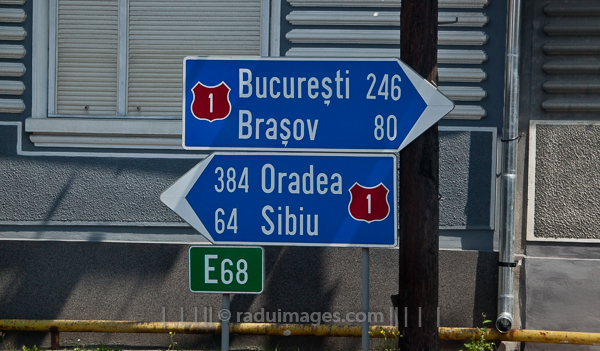 1 București 246
Brașov 80
384 Oradea 1
64 Sibiu
E68
| | | | © raduimages.com | | | |